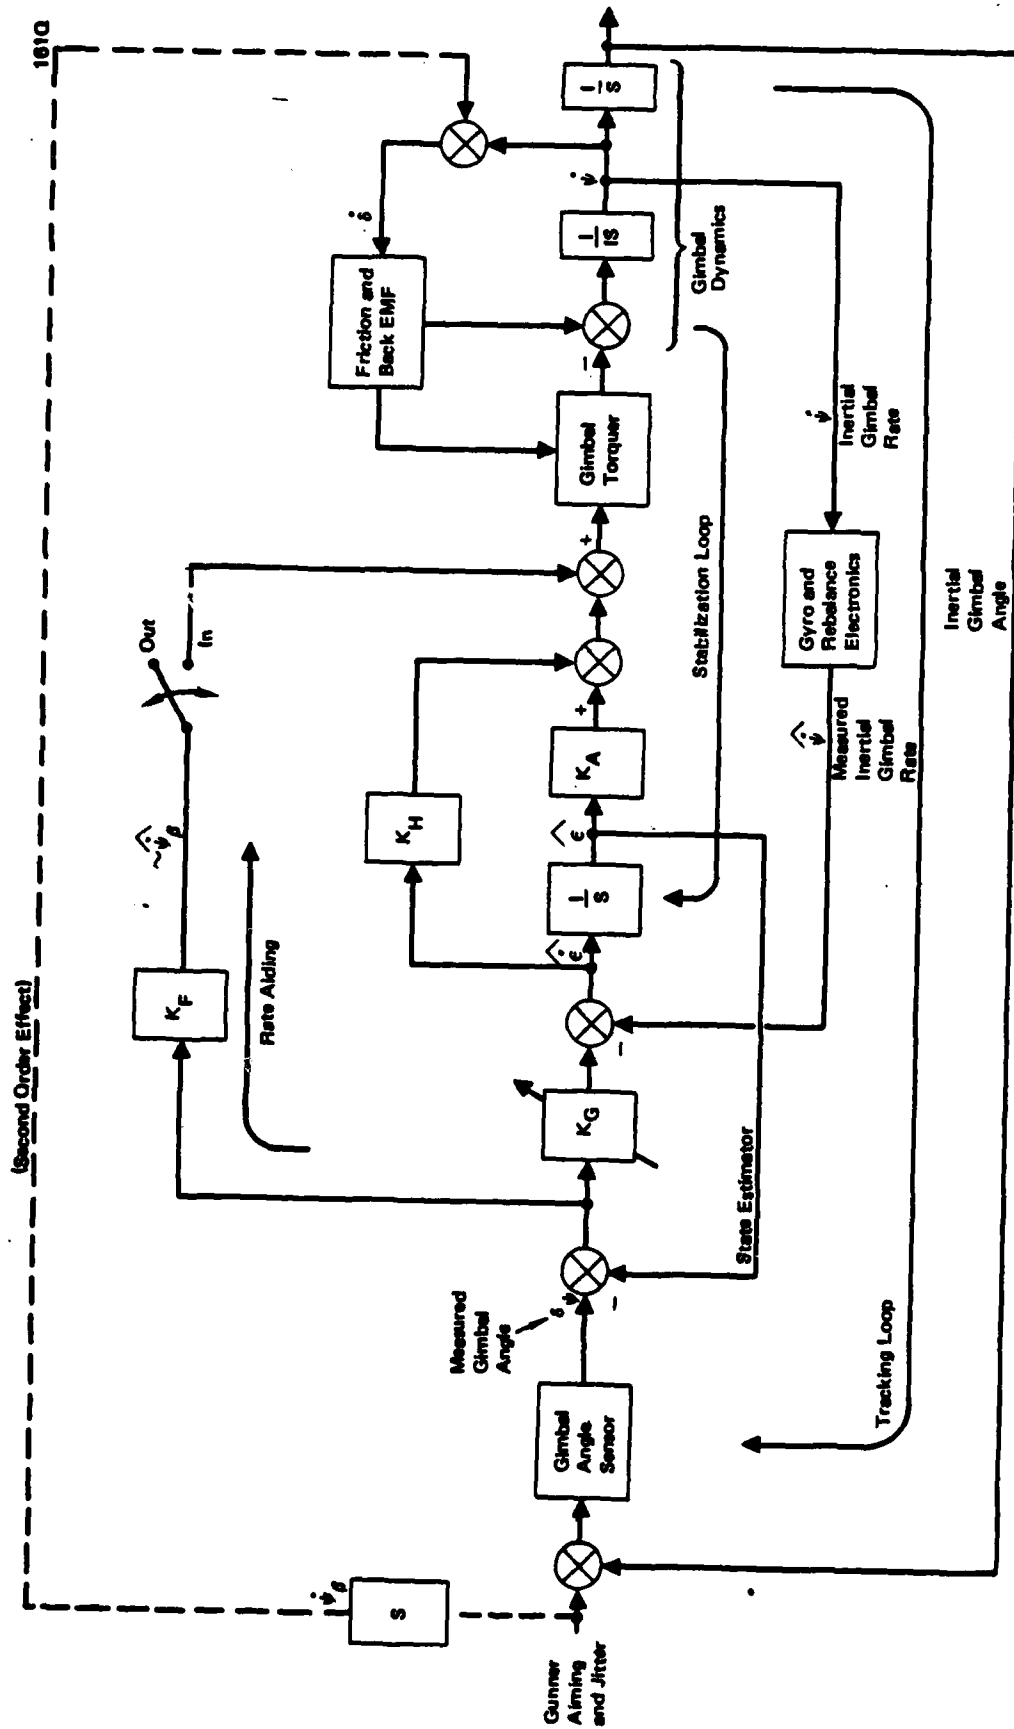 161Q
(Second Order Effect)
S
ψ̇β
Gunner
Aiming
and Jitter
Gimbal
Angle
Sensor
Measured
Gimbal
Angle
δ ψ
−
K_G
K_F
Rate Aiding
~ψ̇̂β
Out
In
−
ε̇̂
K_H
1/S
ε̂
K_A
+
+
Gimbal
Torquer
−
Friction and
Back EMF
δ̇
1/IS
ψ̇
1/S
Gimbal
Dynamics
Stabilization Loop
State Estimator
ψ̇
Inertial
Gimbal
Rate
Gyro and
Rebalance
Electronics
ψ̇̂
Measured
Inertial
Gimbal
Rate
Tracking Loop
Inertial
Gimbal
Angle